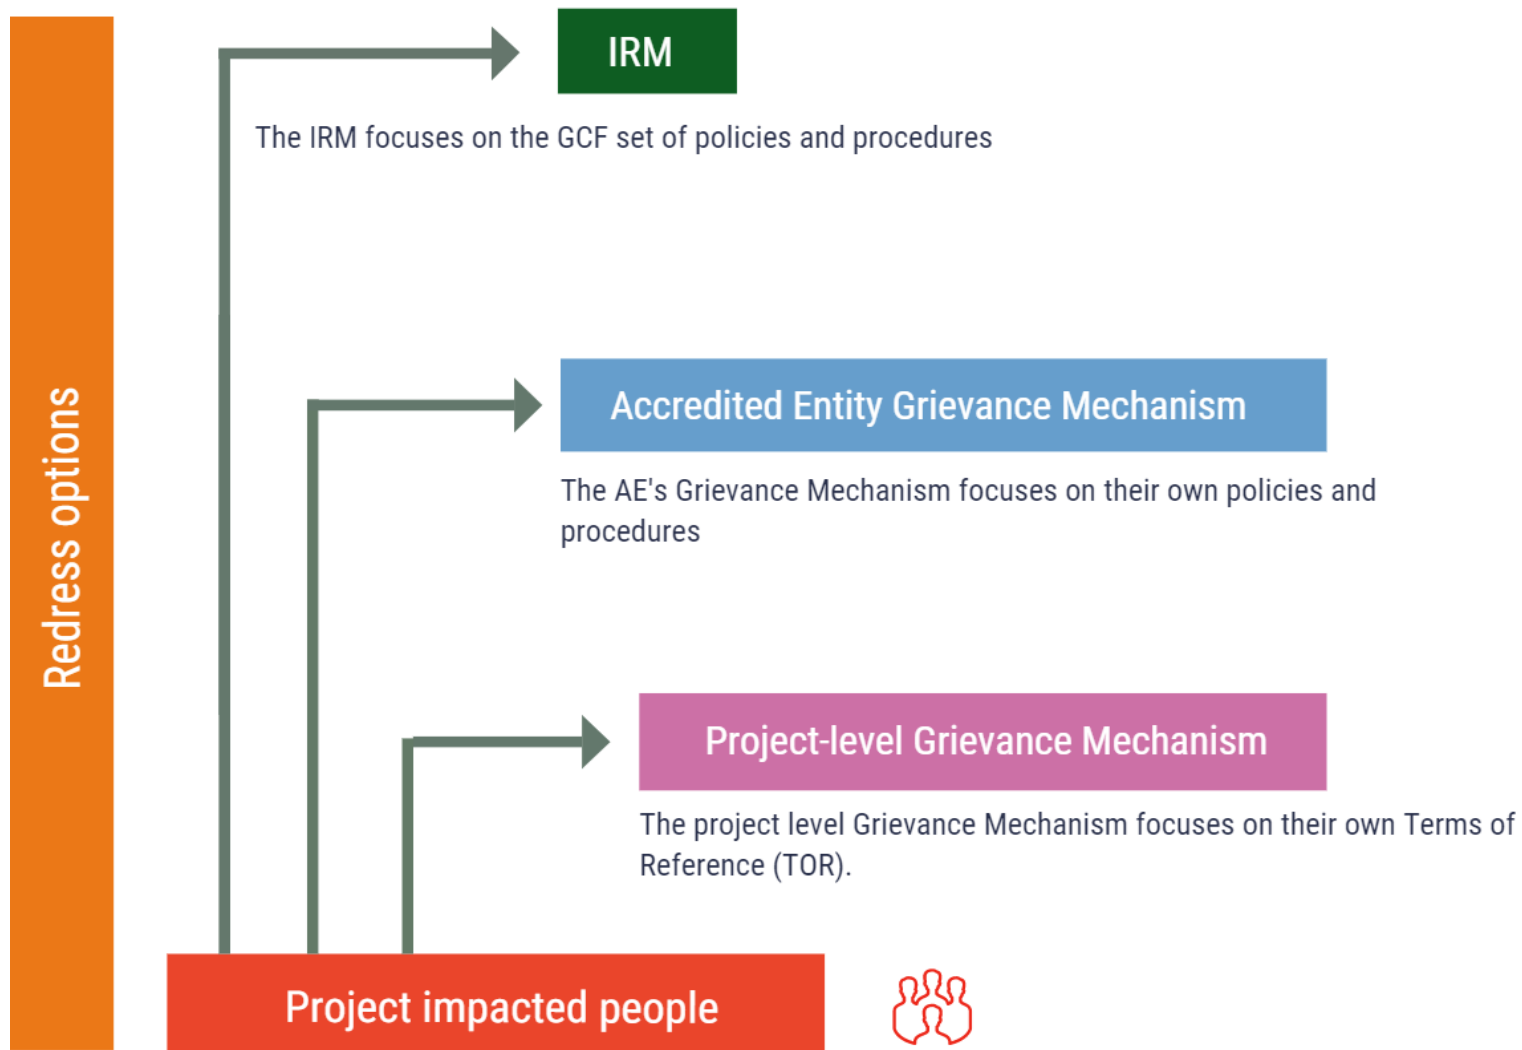 IRM
The IRM focuses on the GCF set of policies and procedures
Accredited Entity Grievance Mechanism
The AE's Grievance Mechanism focuses on their own policies and
procedures
Redress options
Project-level Grievance Mechanism
The project level Grievance Mechanism focuses on their own Terms of
Reference (TOR).
Project impacted people